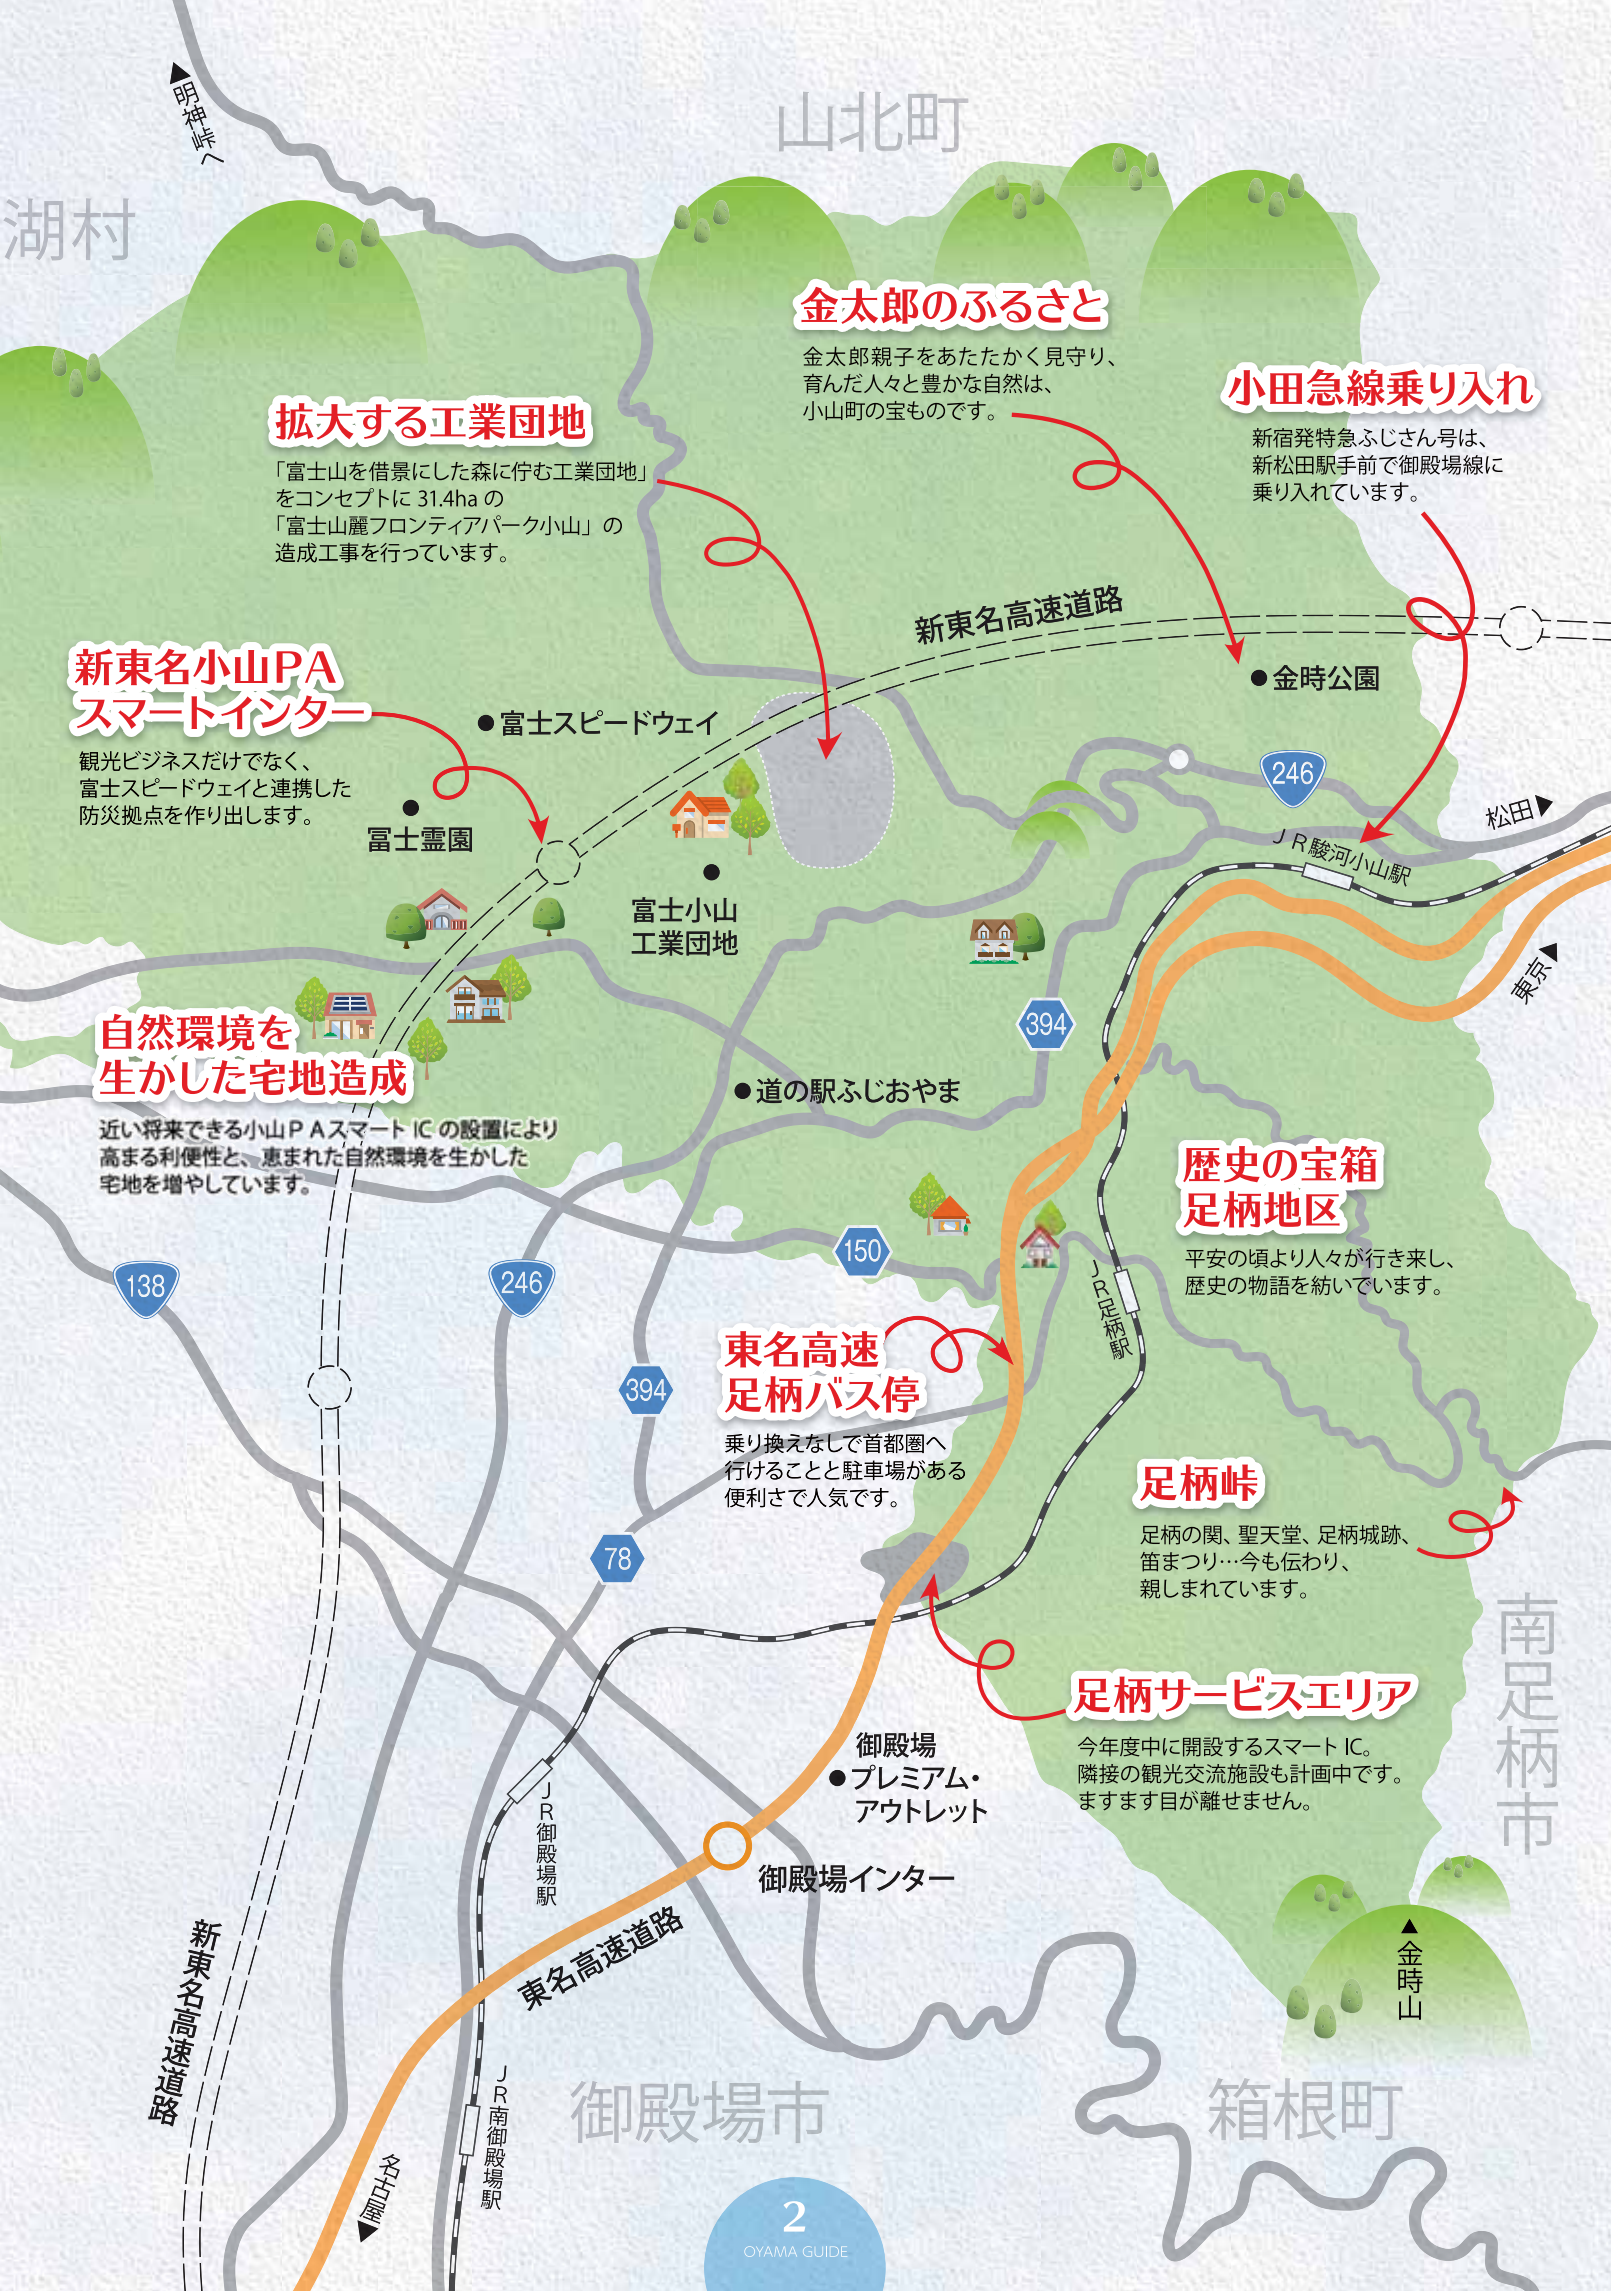 ▲明神峠へ
山北町
湖村
金太郎のふるさと
金太郎親子をあたたかく見守り、
育んだ人々と豊かな自然は、
小山町の宝ものです。
小田急線乗り入れ
新宿発特急ふじさん号は、
新松田駅手前で御殿場線に
乗り入れています。
拡大する工業団地
「富士山を借景にした森に佇む工業団地」
をコンセプトに 31.4ha の
「富士山麗フロンティアパーク小山」の
造成工事を行っています。
新東名高速道路
新東名小山PA
スマートインター
観光ビジネスだけでなく、
富士スピードウェイと連携した
防災拠点を作り出します。
●富士スピードウェイ
●金時公園
246
松田▶
富士霊園
JR駿河小山駅
富士小山
工業団地
東京▶
394
自然環境を
生かした宅地造成
近い将来できる小山PAスマートICの設置により
高まる利便性と、恵まれた自然環境を生かした
宅地を増やしています。
●道の駅ふじおやま
歴史の宝箱
足柄地区
平安の頃より人々が行き来し、
歴史の物語を紡いでいます。
150
138
246
JR足柄駅
東名高速
足柄バス停
乗り換えなしで首都圏へ
行けることと駐車場がある
便利さで人気です。
394
足柄峠
足柄の関、聖天堂、足柄城跡、
笛まつり…今も伝わり、
親しまれています。
78
南足柄市
足柄サービスエリア
今年度中に開設するスマートIC。
隣接の観光交流施設も計画中です。
ますます目が離せません。
御殿場
●プレミアム・
アウトレット
JR御殿場駅
御殿場インター
東名高速道路
新東名高速道路
▲金時山
JR南御殿場駅
御殿場市
箱根町
名古屋▼
2
OYAMA GUIDE